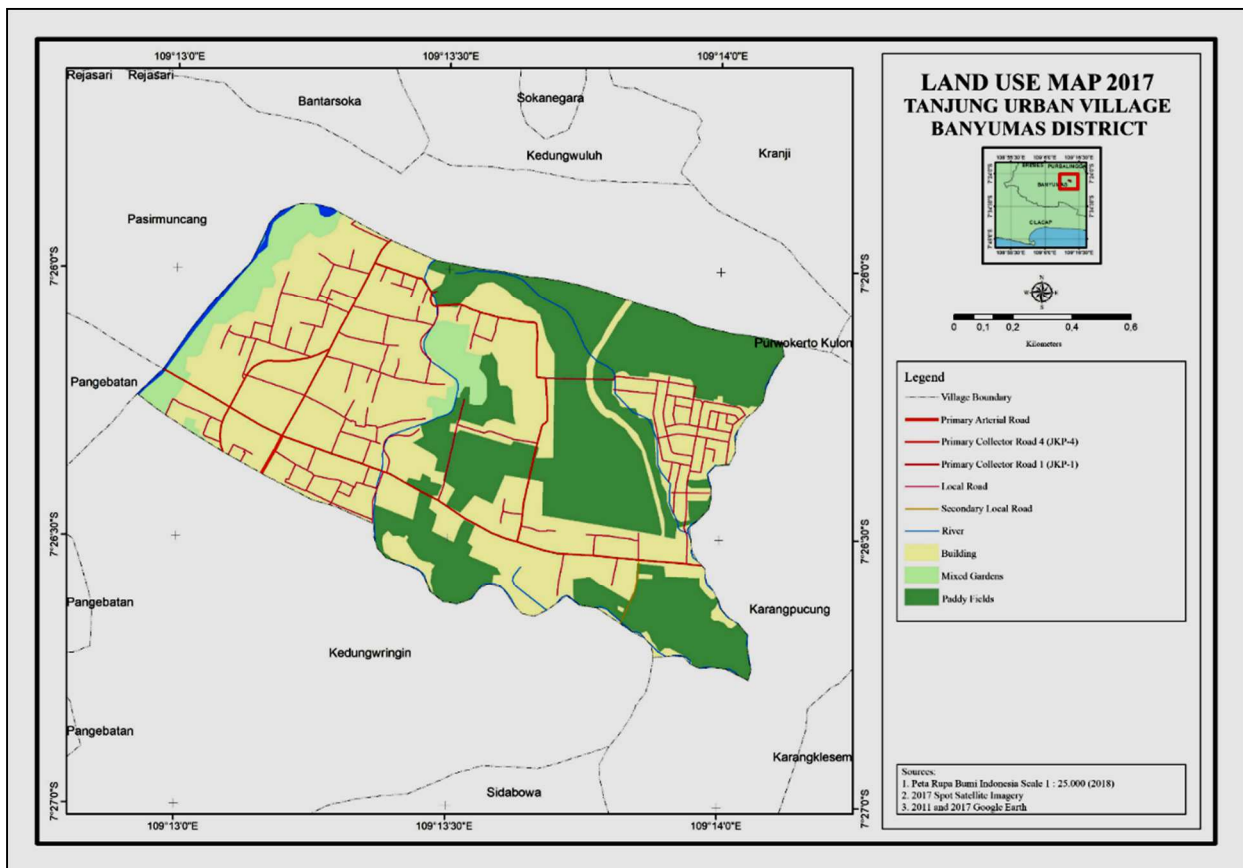 109°13'0"E
109°13'30"E
109°14'0"E
Rejasari
Rejasari
Bantarsoka
Sokanegara
Kedungwuluh
Kranji
Pasirmuncang
7°26'0"S
7°26'0"S
Purwokerto Kulon
Pangebatan
7°26'30"S
7°26'30"S
Pangebatan
Karangpucung
Kedungwringin
Pangebatan
Karangklesem
Sidabowa
7°27'0"S
7°27'0"S
109°13'0"E
109°13'30"E
109°14'0"E
LAND USE MAP 2017
TANJUNG URBAN VILLAGE
BANYUMAS DISTRICT
BANYUMAS
CILACAP
N
0 0,1 0,2 0,4 0,6
Kilometers
Legend
Village Boundary
Primary Arterial Road
Primary Collector Road 4 (JKP-4)
Primary Collector Road 1 (JKP-1)
Local Road
Secondary Local Road
River
Building
Mixed Gardens
Paddy Fields
Sources:
1. Peta Rupa Bumi Indonesia Scale 1 : 25.000 (2018)
2. 2017 Spot Satellite Imagery
3. 2011 and 2017 Google Earth